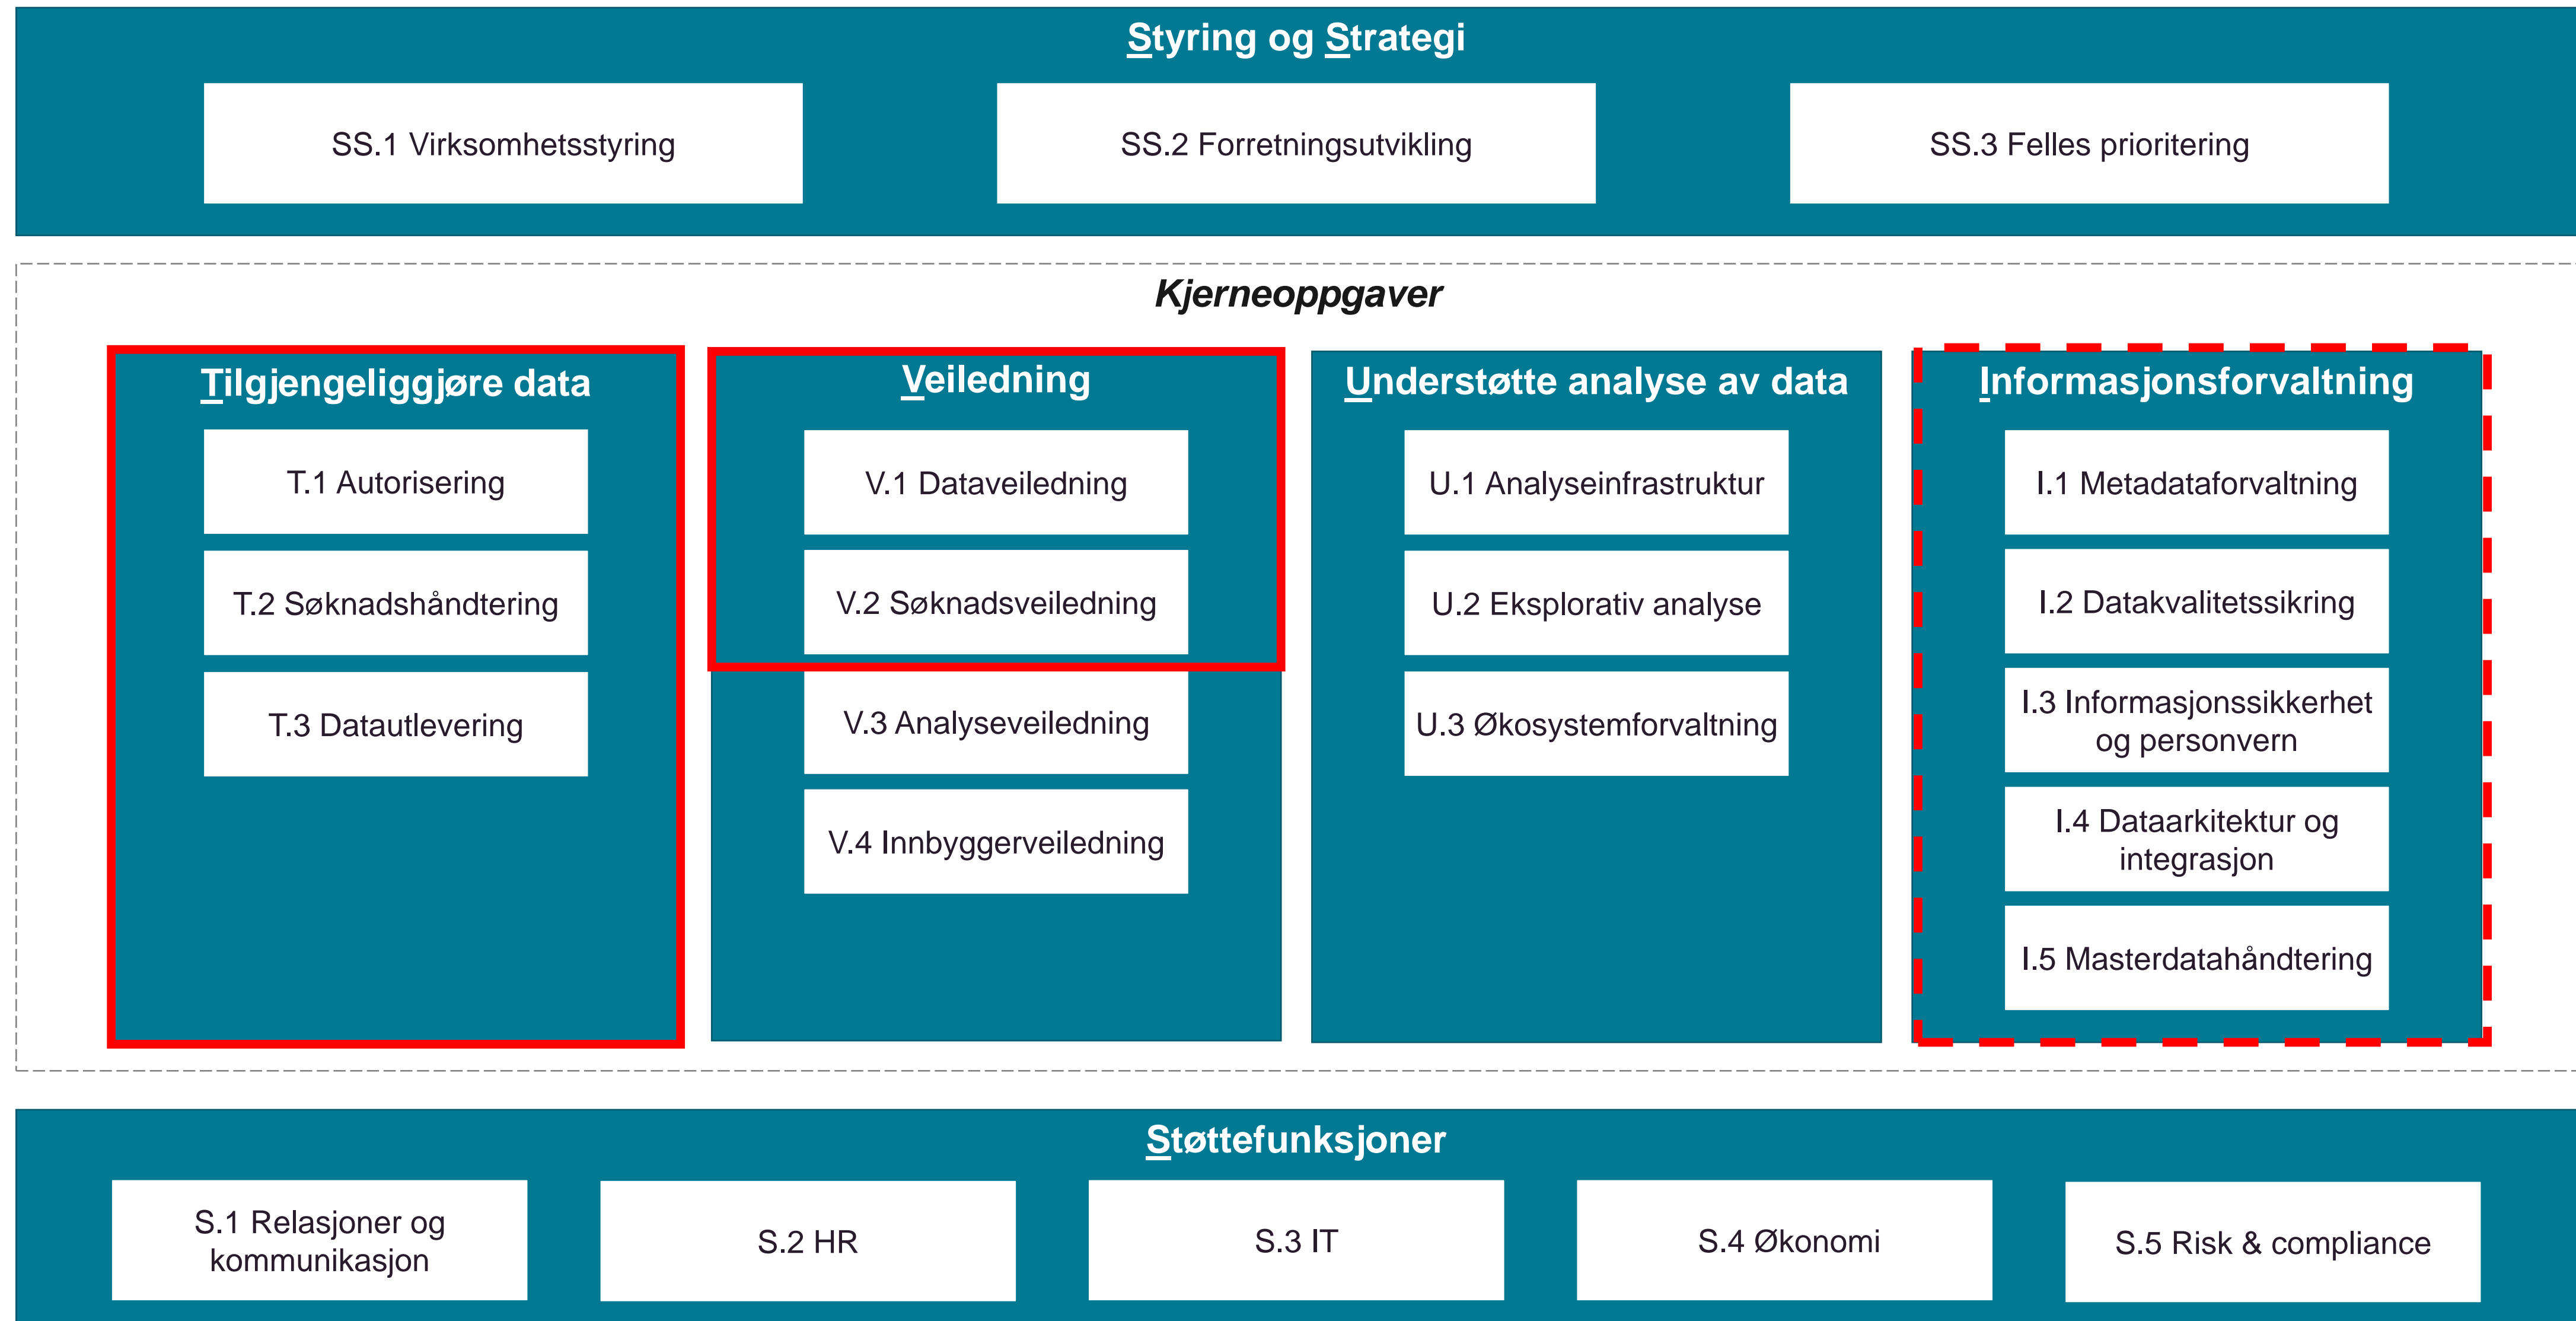 Styring og Strategi
SS.1 Virksomhetsstyring
SS.2 Forretningsutvikling
SS.3 Felles prioritering
Kjerneoppgaver
Tilgjengeliggjøre data
T.1 Autorisering
T.2 Søknadshåndtering
T.3 Datautlevering
Veiledning
V.1 Dataveiledning
V.2 Søknadsveiledning
V.3 Analyseveiledning
V.4 Innbyggerveiledning
Understøtte analyse av data
U.1 Analyseinfrastruktur
U.2 Eksplorativ analyse
U.3 Økosystemforvaltning
Informasjonsforvaltning
I.1 Metadataforvaltning
I.2 Datakvalitetssikring
I.3 Informasjonssikkerhet
og personvern
I.4 Dataarkitektur og
integrasjon
I.5 Masterdatahåndtering
Støttefunksjoner
S.1 Relasjoner og
kommunikasjon
S.2 HR
S.3 IT
S.4 Økonomi
S.5 Risk & compliance